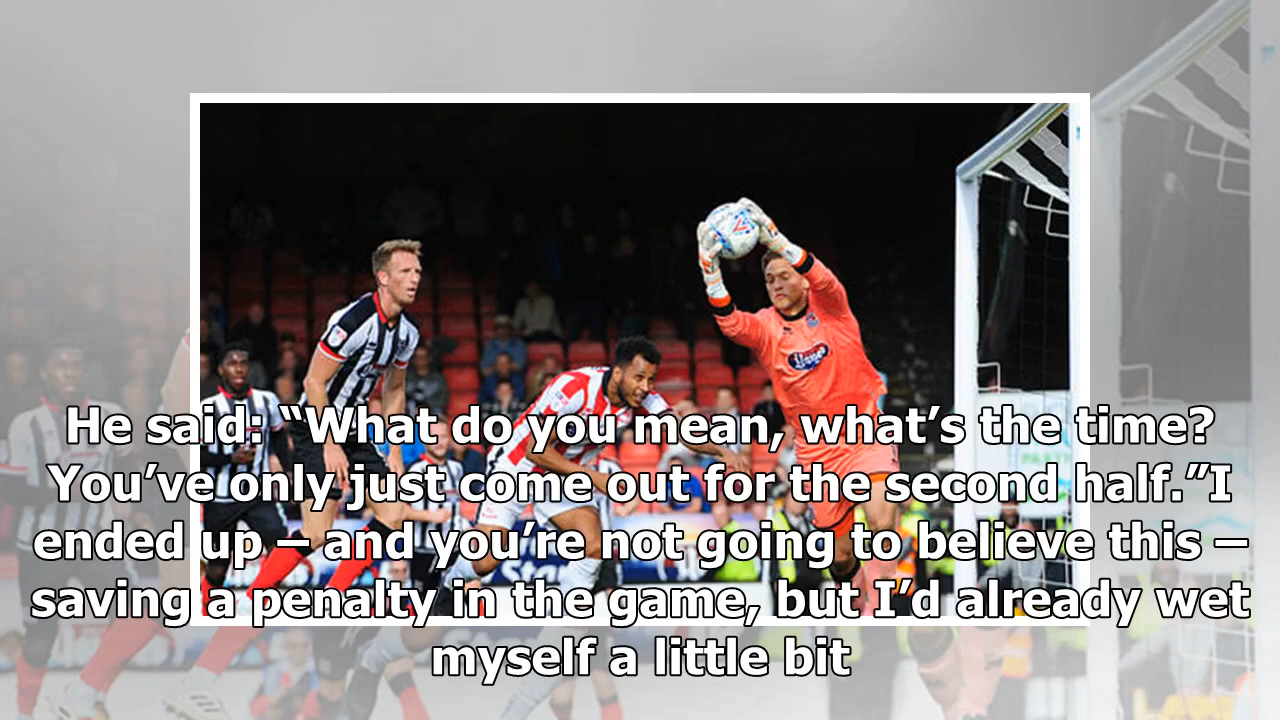 He said: “What do you mean, what’s the time?
You’ve only just come out for the second half.”I
ended up – and you’re not going to believe this –
saving a penalty in the game, but I’d already wet
myself a little bit